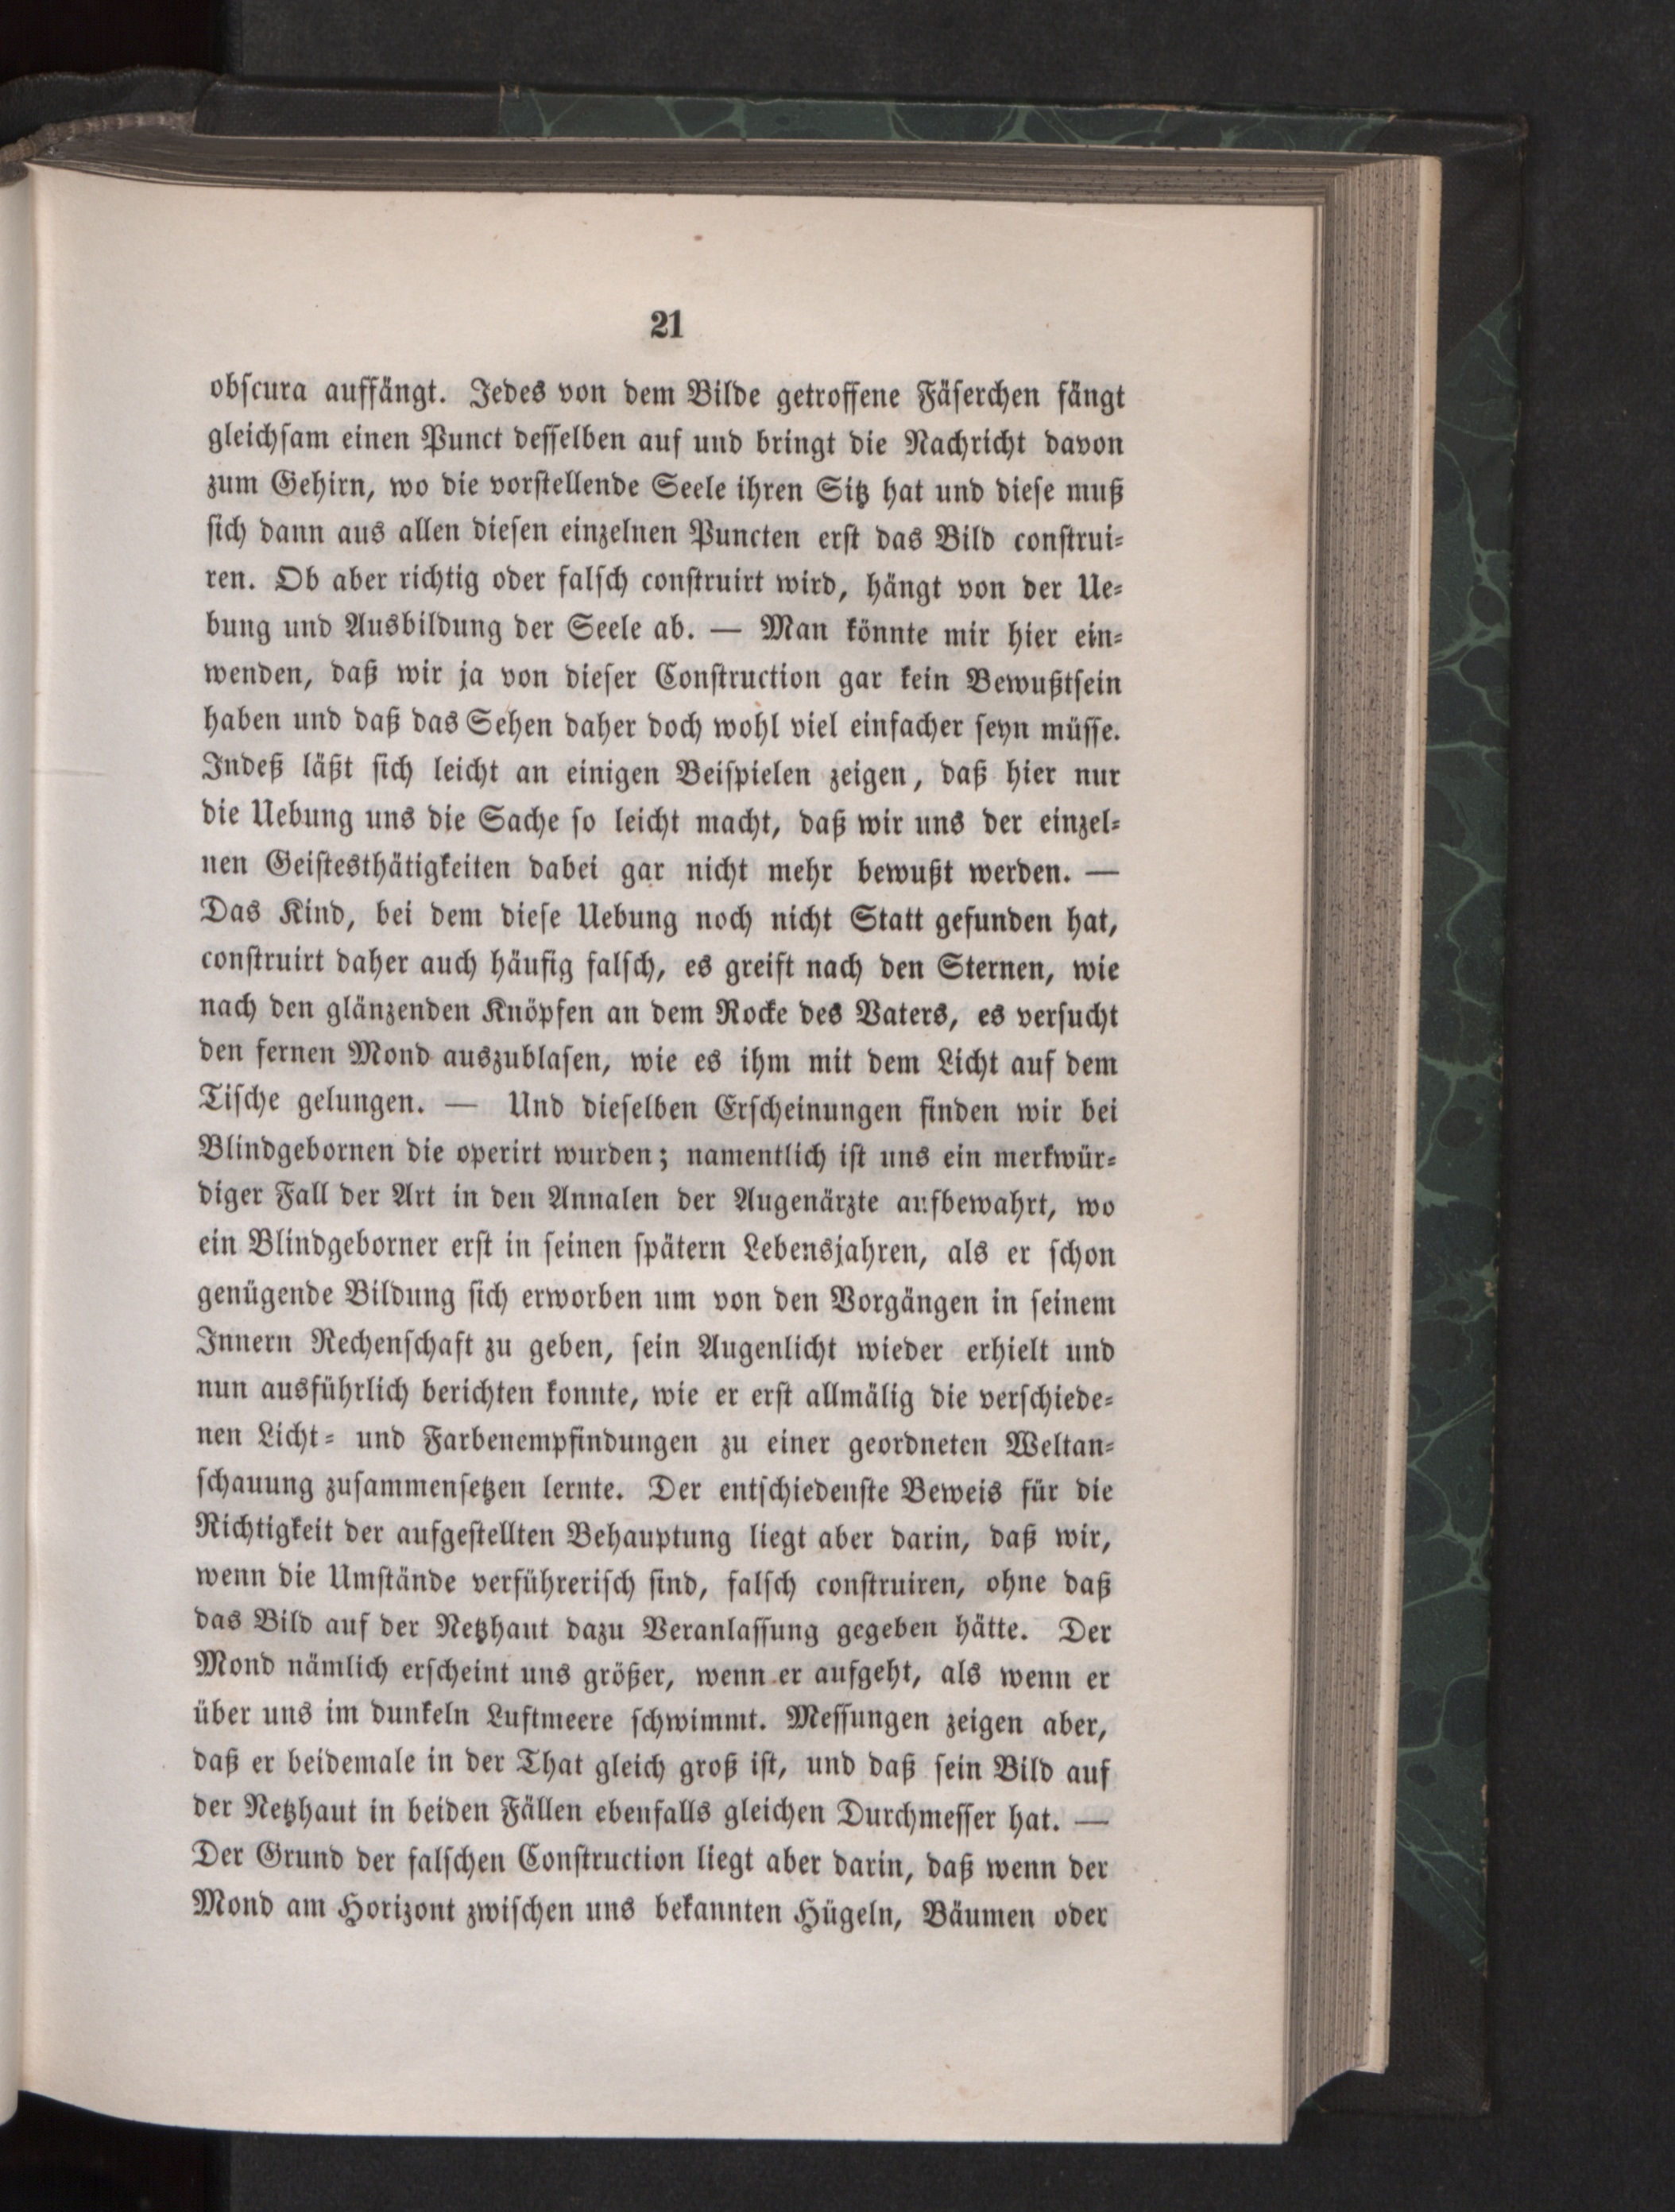 21
obſcura auffängt. Jedes von dem Bilde getroffene Fäſerchen fängt
gleichſam einen Punct deſſelben auf und bringt die Nachricht davon
zum Gehirn, wo die vorſtellende Seele ihren Sitz hat und dieſe muß
ſich dann aus allen dieſen einzelnen Puncten erſt das Bild conſtrui⸗
ren. Ob aber richtig oder falſch conſtruirt wird, hängt von der Ue⸗
bung und Ausbildung der Seele ab. — Man könnte mir hier ein⸗
wenden, daß wir ja von dieſer Conſtruction gar kein Bewußtſein
haben und daß das Sehen daher doch wohl viel einfacher ſeyn müſſe.
Indeß läßt ſich leicht an einigen Beiſpielen zeigen, daß hier nur
die Uebung uns die Sache ſo leicht macht, daß wir uns der einzel⸗
nen Geiſtesthätigkeiten dabei gar nicht mehr bewußt werden. —
Das Kind, bei dem dieſe Uebung noch nicht Statt gefunden hat,
conſtruirt daher auch häufig falſch, es greift nach den Sternen, wie
nach den glänzenden Knöpfen an dem Rocke des Vaters, es verſucht
den fernen Mond auszublaſen, wie es ihm mit dem Licht auf dem
Tiſche gelungen. — Und dieſelben Erſcheinungen finden wir bei
Blindgebornen die operirt wurden; namentlich iſt uns ein merkwür⸗
diger Fall der Art in den Annalen der Augenärzte aufbewahrt, wo
ein Blindgeborner erſt in ſeinen ſpätern Lebensjahren, als er ſchon
genügende Bildung ſich erworben um von den Vorgängen in ſeinem
Innern Rechenſchaft zu geben, ſein Augenlicht wieder erhielt und
nun ausführlich berichten konnte, wie er erſt allmälig die verſchiede⸗
nen Licht⸗ und Farbenempfindungen zu einer geordneten Weltan⸗
ſchauung zuſammenſetzen lernte. Der entſchiedenſte Beweis für die
Richtigkeit der aufgeſtellten Behauptung liegt aber darin, daß wir,
wenn die Umſtände verführeriſch ſind, falſch conſtruiren, ohne daß
das Bild auf der Netzhaut dazu Veranlaſſung gegeben hätte. Der
Mond nämlich erſcheint uns größer, wenn er aufgeht, als wenn er
über uns im dunkeln Luftmeere ſchwimmt. Meſſungen zeigen aber,
daß er beidemale in der That gleich groß iſt, und daß ſein Bild auf
der Netzhaut in beiden Fällen ebenfalls gleichen Durchmeſſer hat. —
Der Grund der falſchen Conſtruction liegt aber darin, daß wenn der
Mond am Horizont zwiſchen uns bekannten Hügeln, Bäumen oder